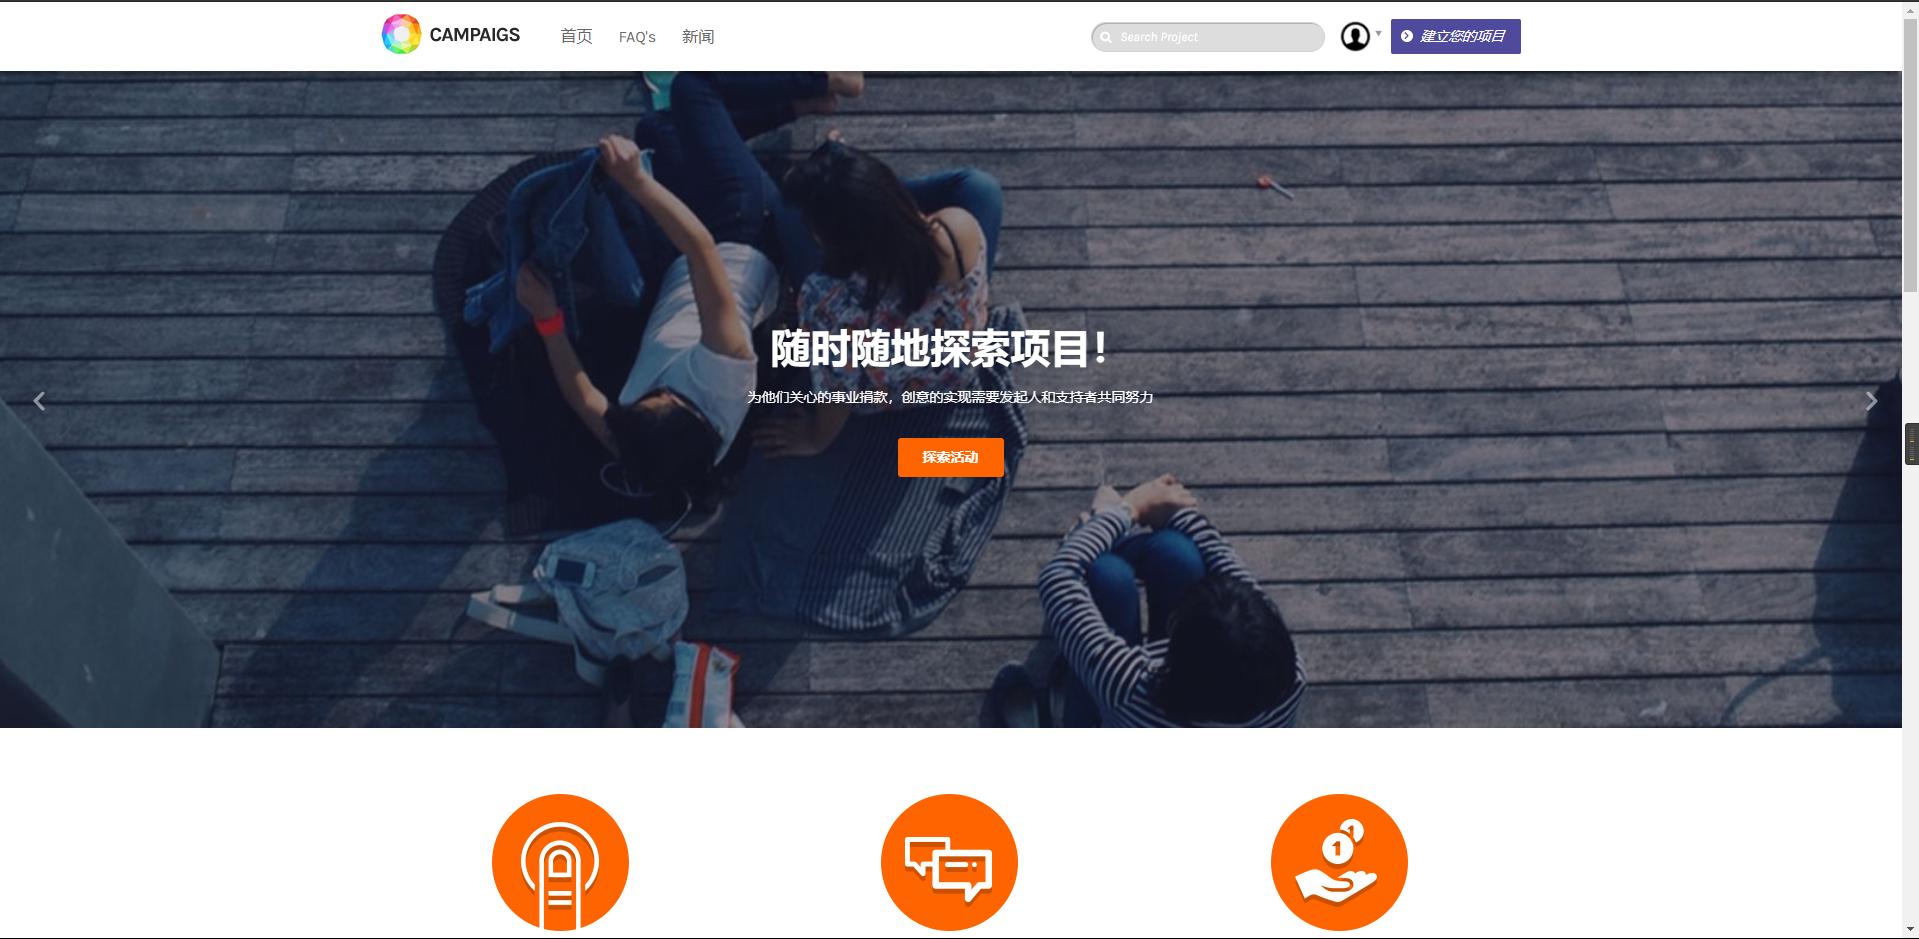 CAMPAIGS
首页
FAQ's
新闻
Search Project
建立您的项目
随时随地探索项目！
为他们关心的事业捐款，创意的实现需要发起人和支持者共同努力
探索活动
1
1